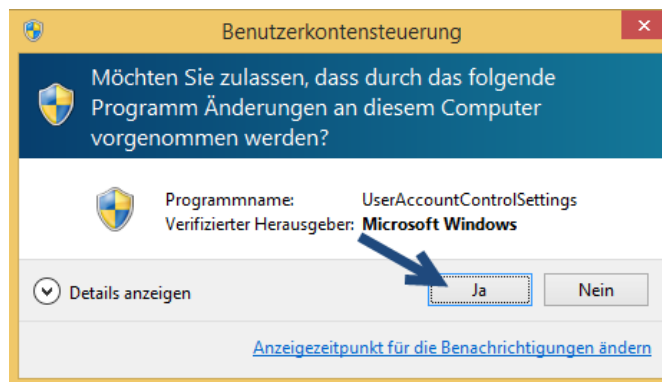 Benutzerkontensteuerung
Möchten Sie zulassen, dass durch das folgende
Programm Änderungen an diesem Computer
vorgenommen werden?
Programmname: UserAccountControlSettings
Verifizierter Herausgeber: Microsoft Windows
Details anzeigen Ja Nein
Anzeigezeitpunkt für die Benachrichtigungen ändern